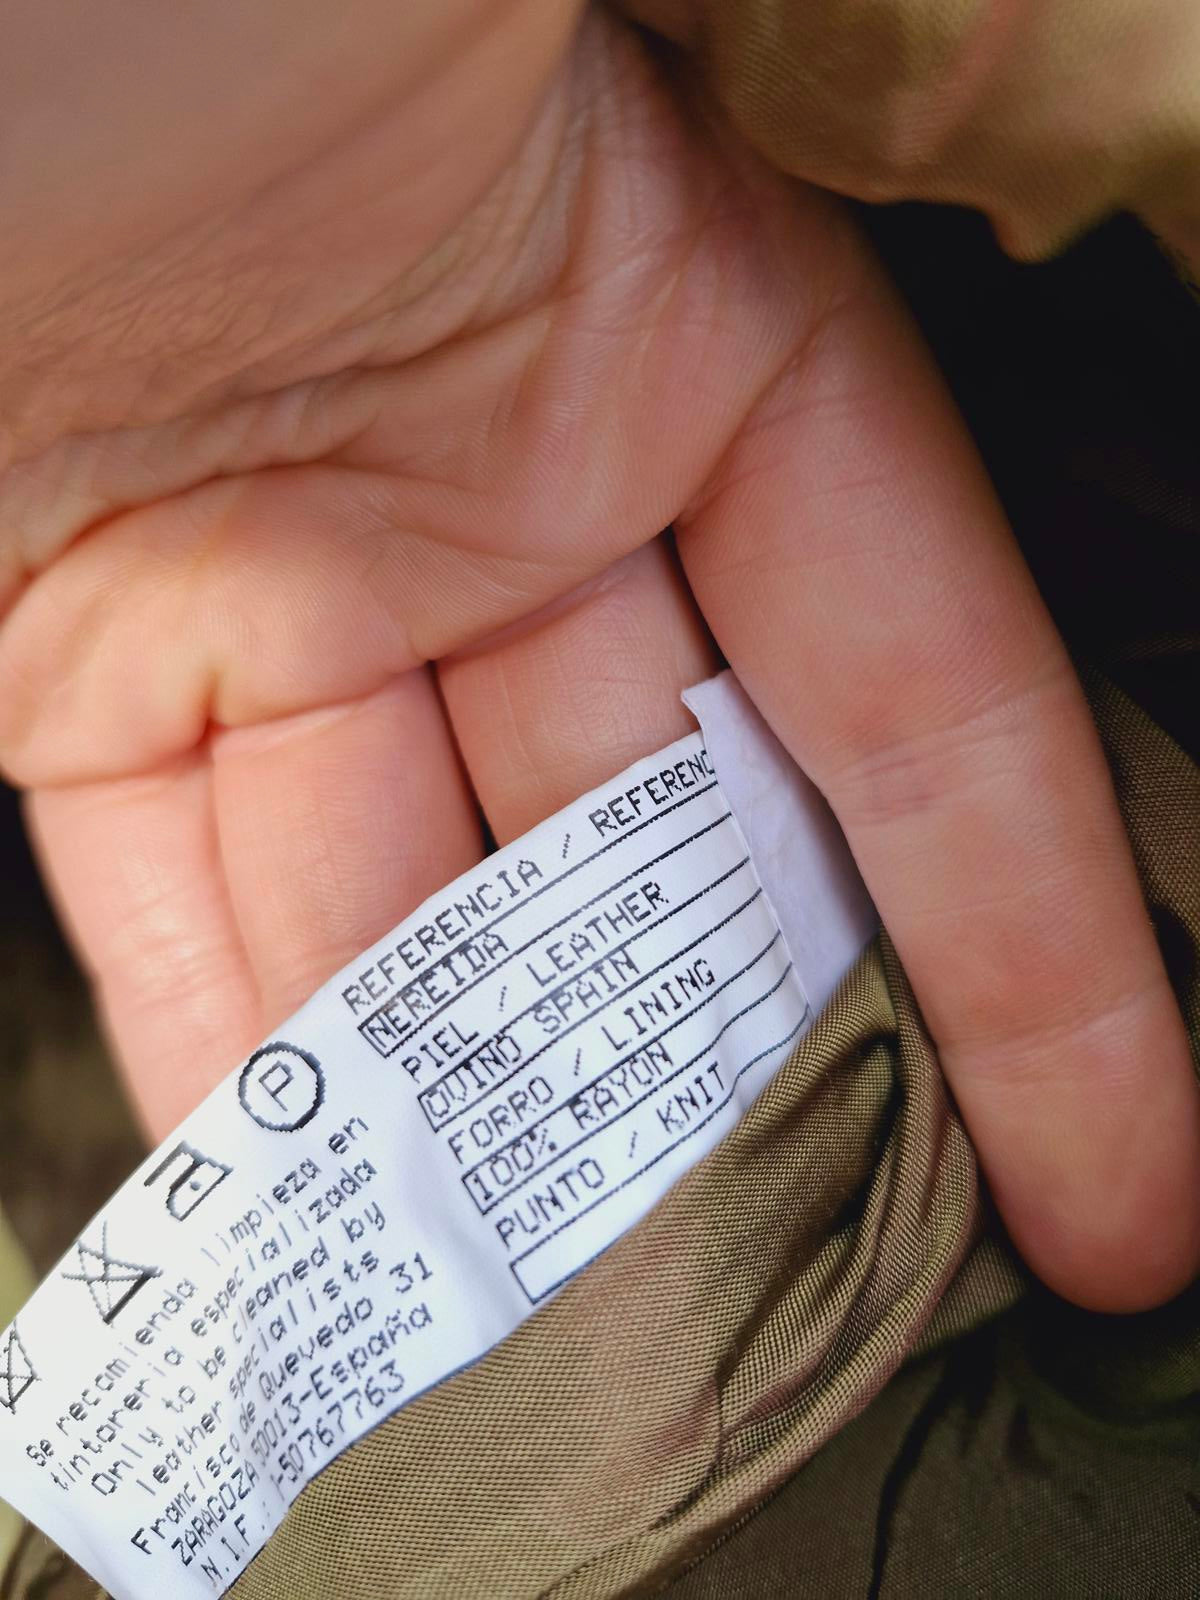 P
Se recomienda limpieza en
tintorería especializada
Only to be cleaned by
leather specialists
Francisco de Quevedo 31
ZARAGOZA 50013-España
N.I.F.:
REFERENCIA /
NEREIDA
PIEL / LEATHER
OVINO SPAIN
FORRO / LINING
100% RAYON
PUNTO / KNIT